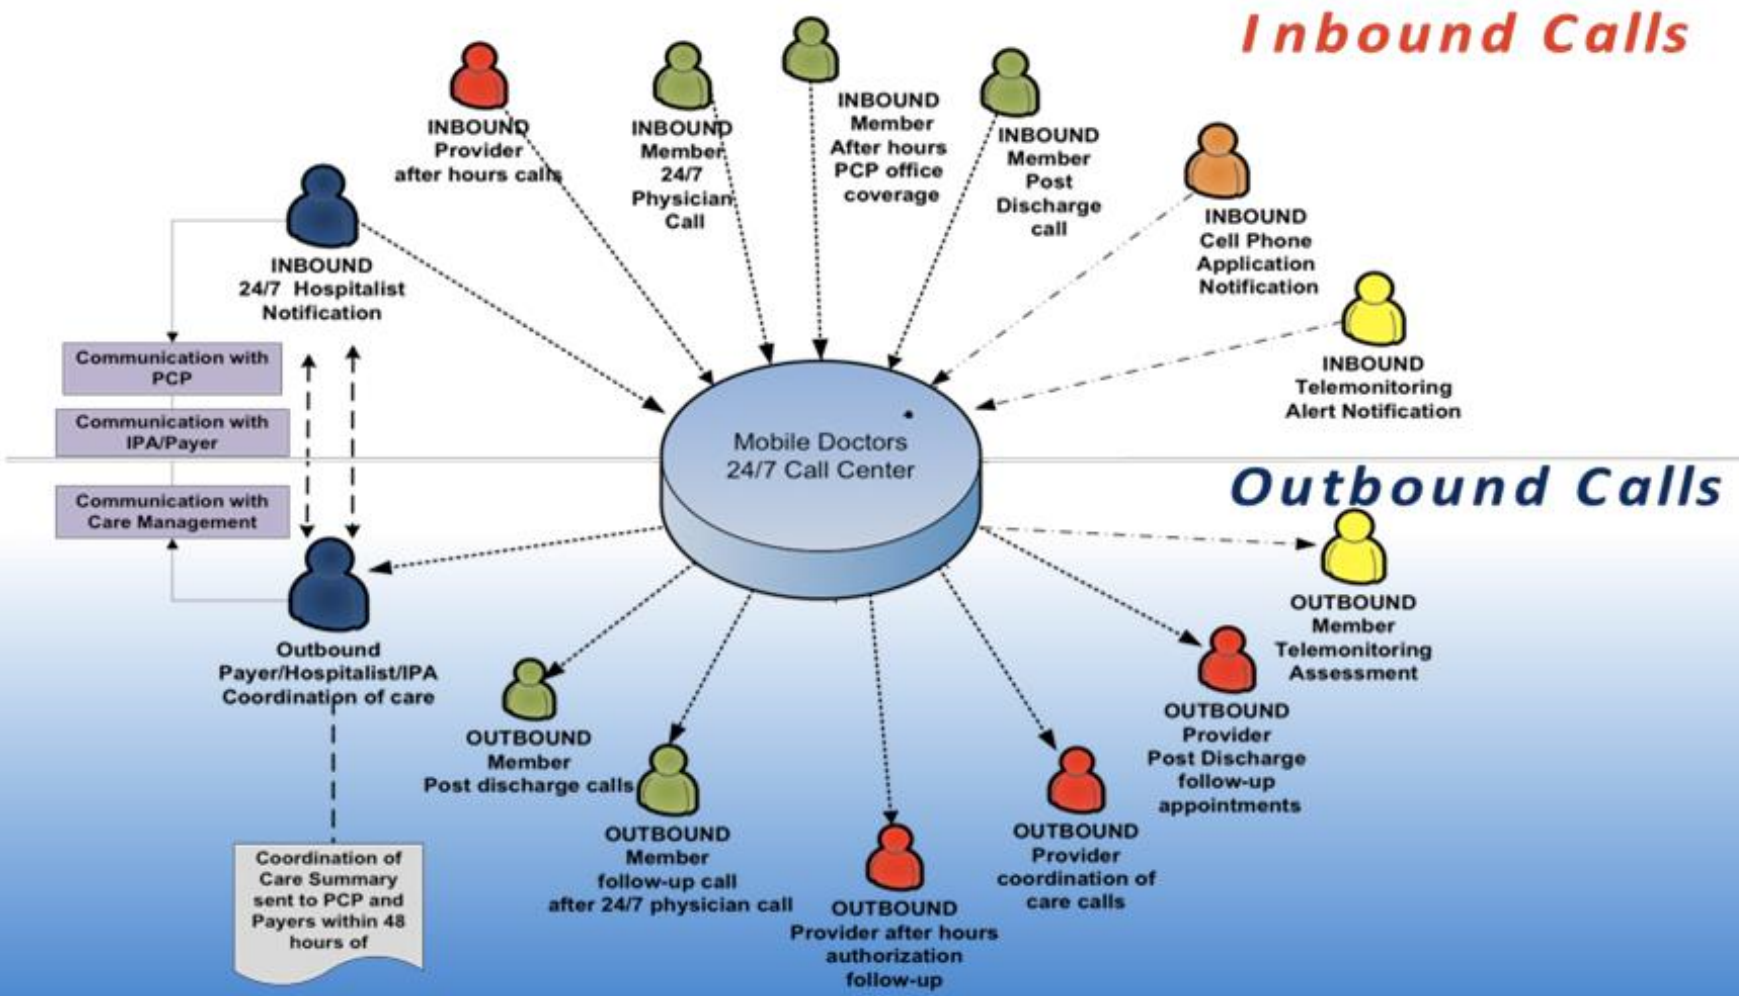 Inbound Calls
INBOUND
Provider
after hours calls
INBOUND
Member
24/7
Physician
Call
INBOUND
Member
After hours
PCP office
coverage
INBOUND
Member
Post
Discharge
call
INBOUND
Cell Phone
Application
Notification
INBOUND
24/7 Hospitalist
Notification
INBOUND
Telemonitoring
Alert Notification
Communication with
PCP
Communication with
IPA/Payer
Communication with
Care Management
Mobile Doctors
24/7 Call Center
Outbound Calls
Outbound
Payer/Hospitalist/IPA
Coordination of care
OUTBOUND
Member
Post discharge calls
OUTBOUND
Member
follow-up call
after 24/7 physician call
OUTBOUND
Provider after hours
authorization
follow-up
OUTBOUND
Provider
coordination of
care calls
OUTBOUND
Provider
Post Discharge
follow-up
appointments
OUTBOUND
Member
Telemonitoring
Assessment
Coordination of
Care Summary
sent to PCP and
Payers within 48
hours of